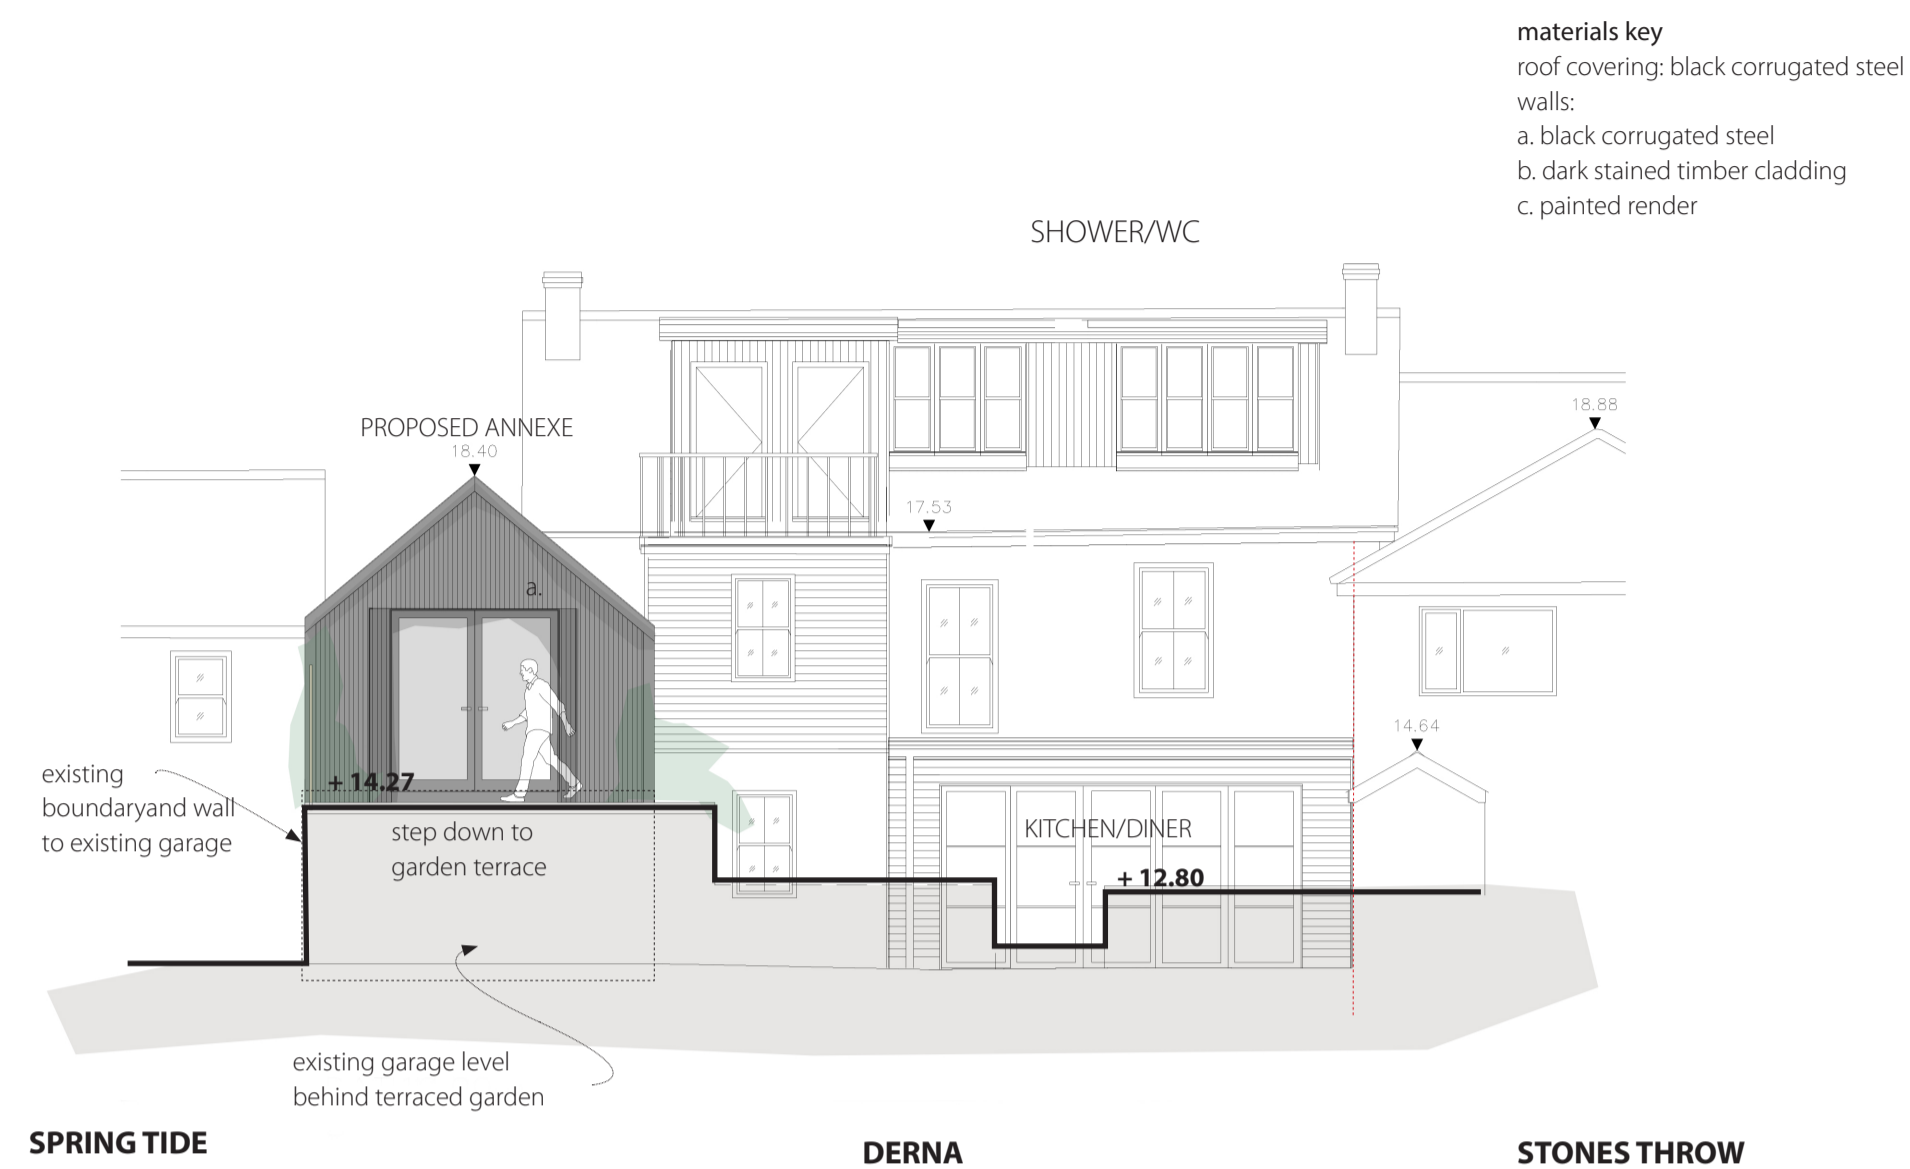 materials key
roof covering: black corrugated steel
walls:
a. black corrugated steel
b. dark stained timber cladding
c. painted render
SHOWER/WC
18.88
PROPOSED ANNEXE
18.40
17.53
a.
14.64
existing
boundaryand wall
to existing garage
+ 14.27
step down to
garden terrace
KITCHEN/DINER
+ 12.80
existing garage level
behind terraced garden
SPRING TIDE
DERNA
STONES THROW